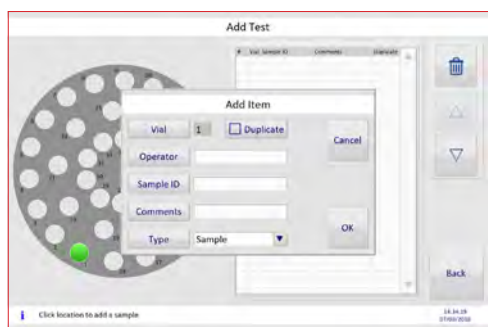 Add Test
# Vial Sample ID Comments Duplicate
Add Item
Vial 1 Duplicate
Cancel
Operator
Sample ID
Comments
OK
Type Sample
Back
Click location to add a sample